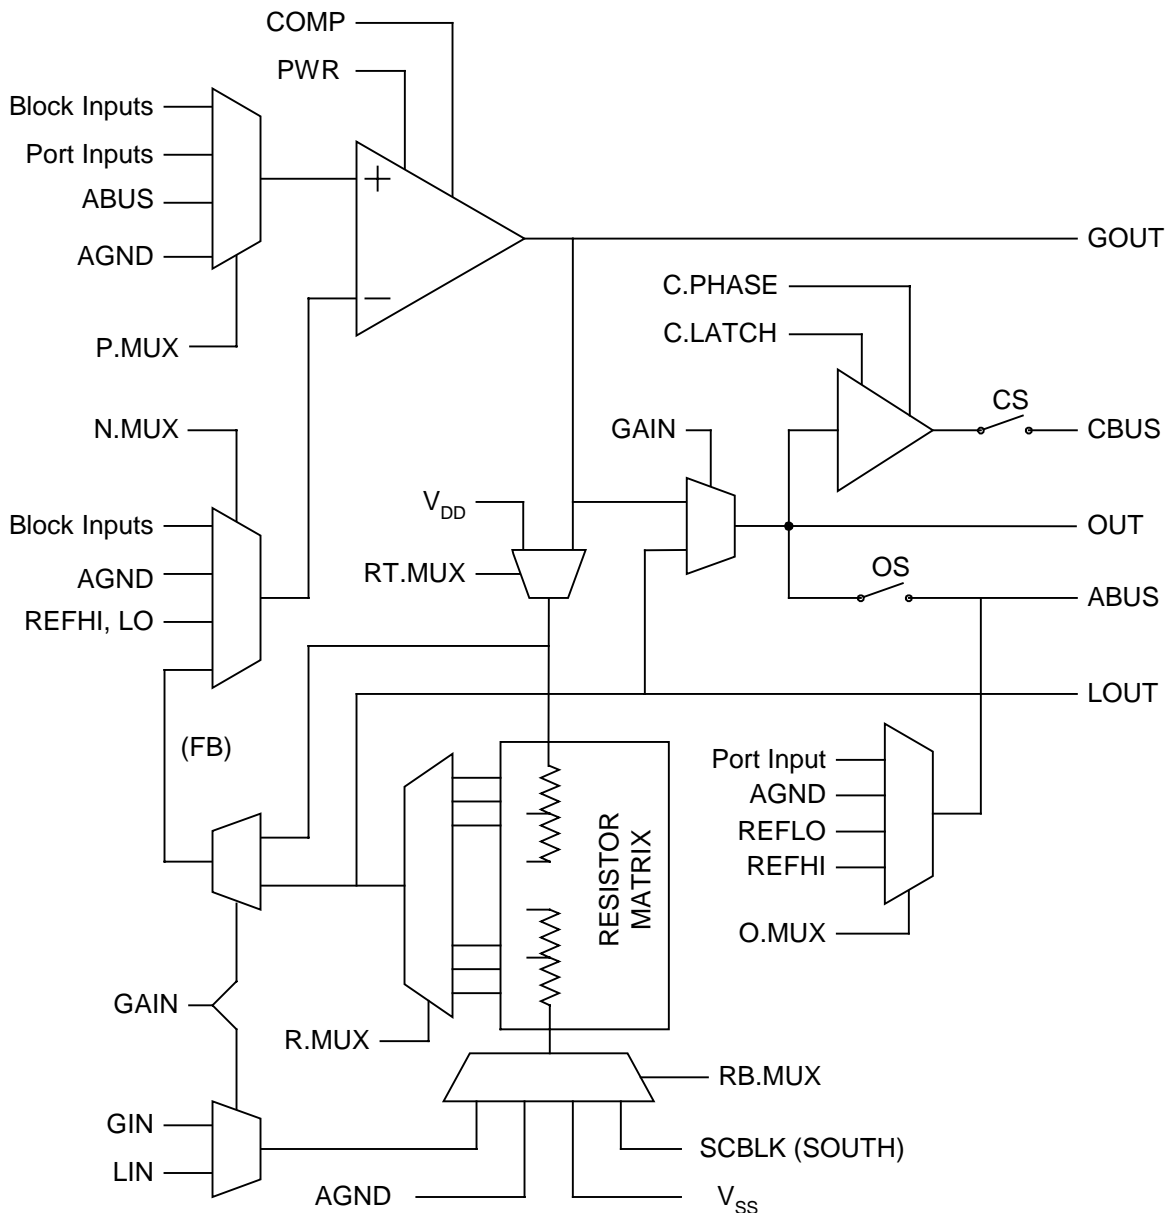 COMP
PWR
Block Inputs
Port Inputs
ABUS
AGND
P.MUX
+
−
GOUT
C.PHASE
C.LATCH
CS
CBUS
N.MUX
GAIN
Block Inputs
AGND
REFHI, LO
VDD
RT.MUX
OUT
OS
ABUS
LOUT
(FB)
RESISTOR
MATRIX
Port Input
AGND
REFLO
REFHI
O.MUX
GAIN
R.MUX
RB.MUX
GIN
LIN
SCBLK (SOUTH)
AGND
VSS